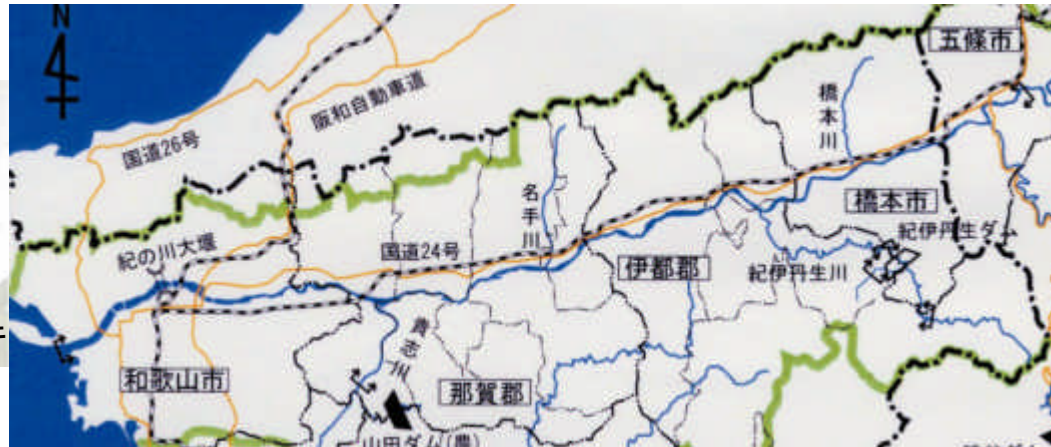 N
五條市
阪和自動車道
国道26号
橋本川
名手川
橋本市
紀伊丹生ダム
紀の川大堰
国道24号
伊都郡
紀伊丹生川
貴志川
和歌山市
那賀郡
山田ダム(農)